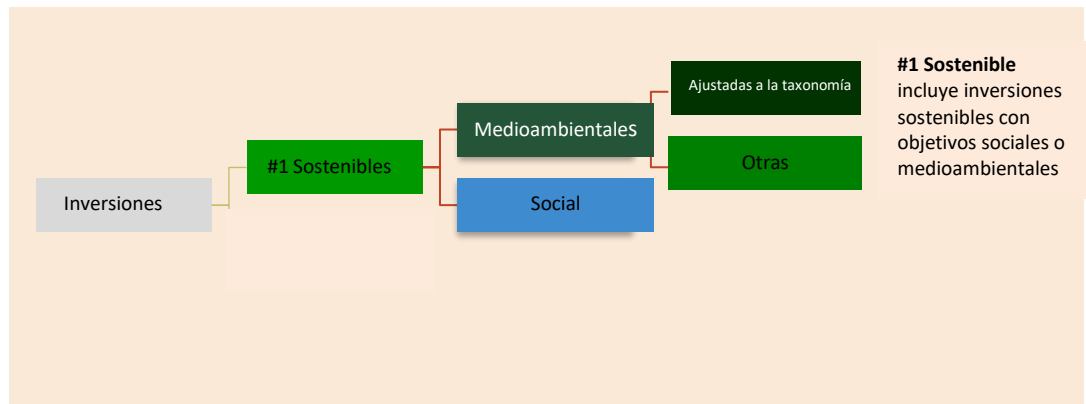 Inversiones
#1 Sostenibles
Medioambientales
Social
Ajustadas a la taxonomía
Otras
#1 Sostenible
incluye inversiones
sostenibles con
objetivos sociales o
medioambientales